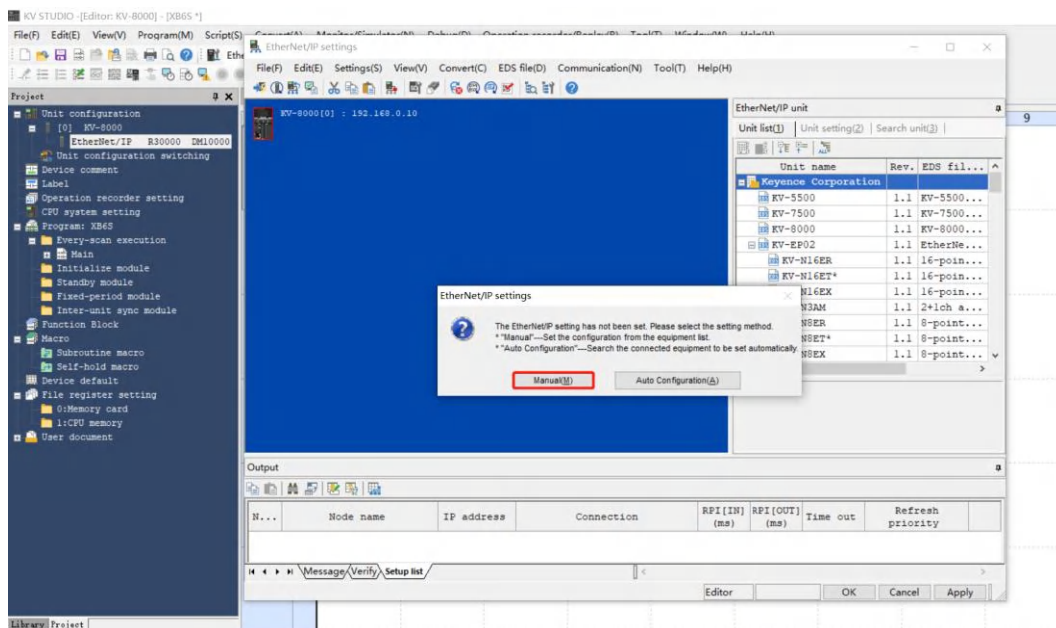 KV STUDIO -[Editor: KV-8000] - [XB6S *]
File(F) Edit(E) View(V) Program(M) Script(S)
EtherNet/IP settings
File(F) Edit(E) Settings(S) View(V) Convert(C) EDS file(D) Communication(N) Tool(T) Help(H)
Project
Unit configuration
[0] KV-8000
EtherNet/IP R30000 DM10000
Unit configuration switching
Device comment
Label
Operation recorder setting
CPU system setting
Program: XB6S
Every-scan execution
Main
Initialize module
Standby module
Fixed-period module
Inter-unit sync module
Function Block
Macro
Subroutine macro
Self-hold macro
Device default
File register setting
0:Memory card
1:CPU memory
User document
Library Project
KV-8000[0] : 192.168.0.10
EtherNet/IP unit
Unit list(1) Unit setting(2) Search unit(3)
Unit name Rev. EDS fil...
Keyence Corporation
KV-5500 1.1 KV-5500...
KV-7500 1.1 KV-7500...
KV-8000 1.1 KV-8000...
KV-EP02 1.1 EtherNe...
KV-N16ER 1.1 16-poin...
KV-N16ET* 1.1 16-poin...
N16EX 1.1 16-poin...
N3AM 1.1 2+1ch a...
N8ER 1.1 8-point...
N8ET* 1.1 8-point...
N8EX 1.1 8-point...
9
EtherNet/IP settings
The EtherNet/IP setting has not been set. Please select the setting method.
* "Manual"----Set the configuration from the equipment list.
* "Auto Configuration"----Search the connected equipment to be set automatically.
Manual(M) Auto Configuration(A)
Output
N... Node name IP address Connection RPI[IN] (ms) RPI[OUT] (ms) Time out Refresh priority
Message Verify Setup list
Editor OK Cancel Apply